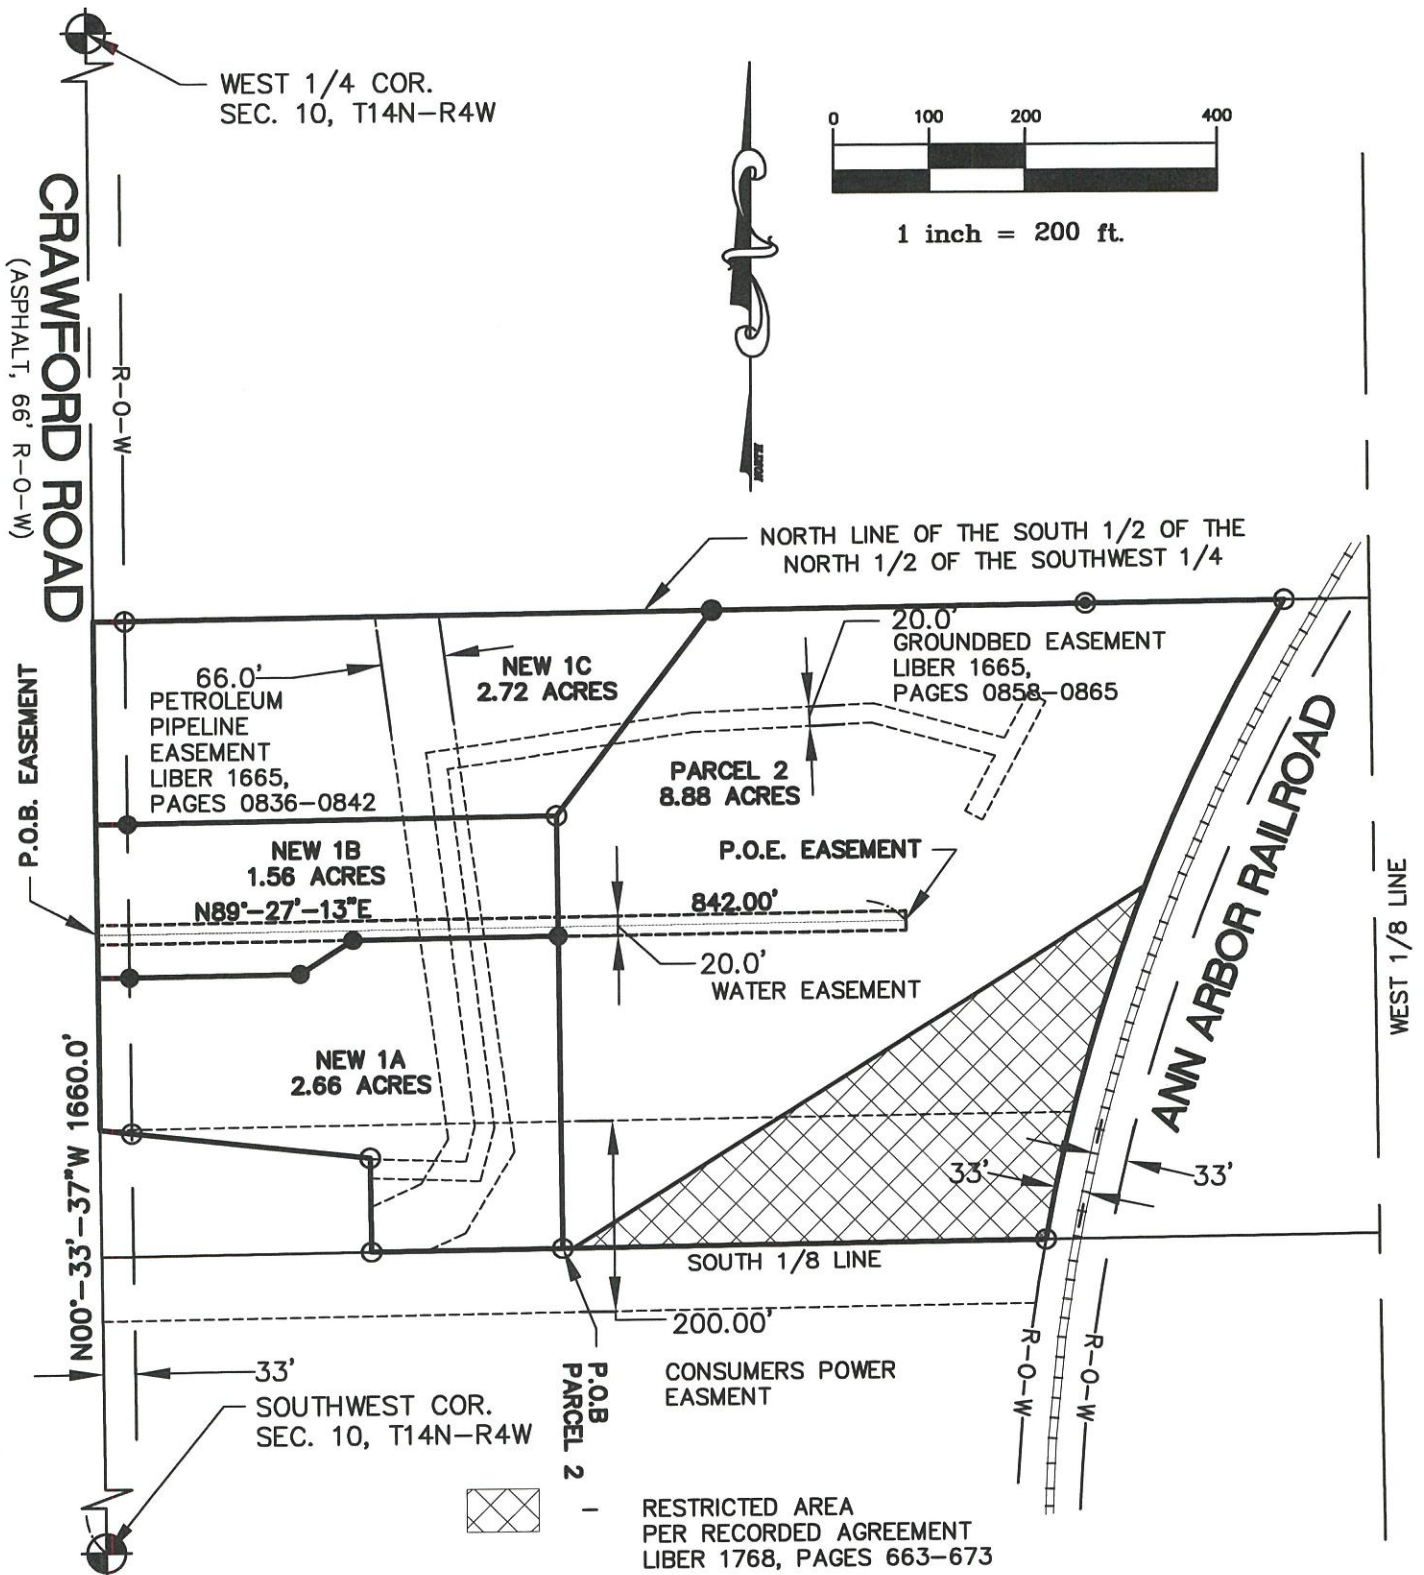 WEST 1/4 COR.
SEC. 10, T14N-R4W
0 100 200 400
1 inch = 200 ft.
CRAWFORD ROAD
(ASPHALT, 66' R-O-W)
R-O-W
NORTH
NORTH LINE OF THE SOUTH 1/2 OF THE
NORTH 1/2 OF THE SOUTHWEST 1/4
20.0'
GROUNDBED EASEMENT
LIBER 1665,
PAGES 0858-0865
66.0'
PETROLEUM
PIPELINE
EASEMENT
LIBER 1665,
PAGES 0836-0842
NEW 1C
2.72 ACRES
P.O.B. EASEMENT
PARCEL 2
8.88 ACRES
NEW 1B
1.56 ACRES
P.O.E. EASEMENT
N89°-27'-13"E
842.00'
20.0'
WATER EASEMENT
ANN ARBOR RAILROAD
WEST 1/8 LINE
NEW 1A
2.66 ACRES
N00°-33'-37"W 1660.0'
33'
33'
SOUTH 1/8 LINE
200.00'
CONSUMERS POWER
EASMENT
P.O.B
PARCEL 2
R-O-W
R-O-W
33'
SOUTHWEST COR.
SEC. 10, T14N-R4W
- RESTRICTED AREA
PER RECORDED AGREEMENT
LIBER 1768, PAGES 663-673